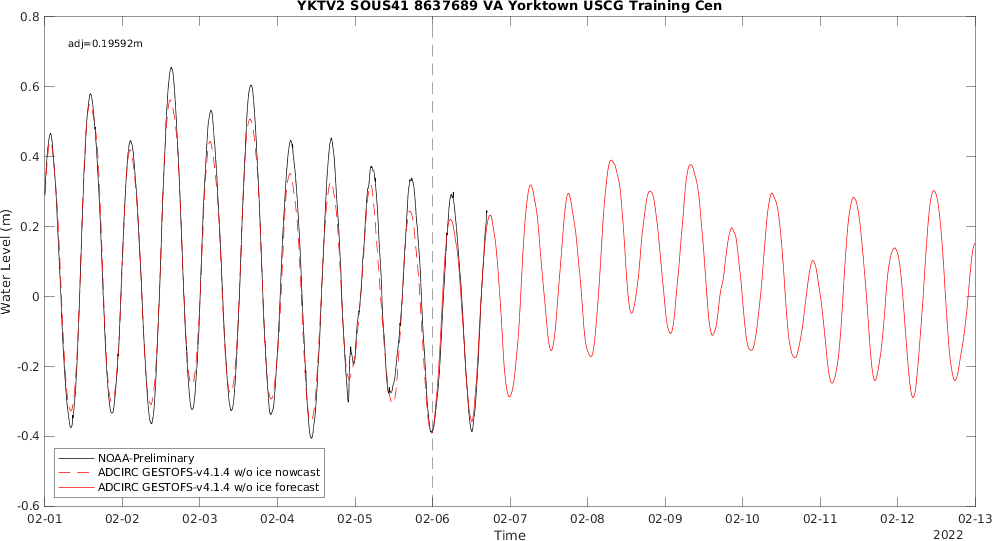 YKTV2 SOUS41 8637689 VA Yorktown USCG Training Cen
adj=0.19592m
0.8
0.6
0.4
0.2
0
-0.2
-0.4
-0.6
Water Level (m)
NOAA-Preliminary
ADCIRC GESTOFS-v4.1.4 w/o ice nowcast
ADCIRC GESTOFS-v4.1.4 w/o ice forecast
02-01 02-02 02-03 02-04 02-05 02-06 02-07 02-08 02-09 02-10 02-11 02-12 02-13
Time
2022